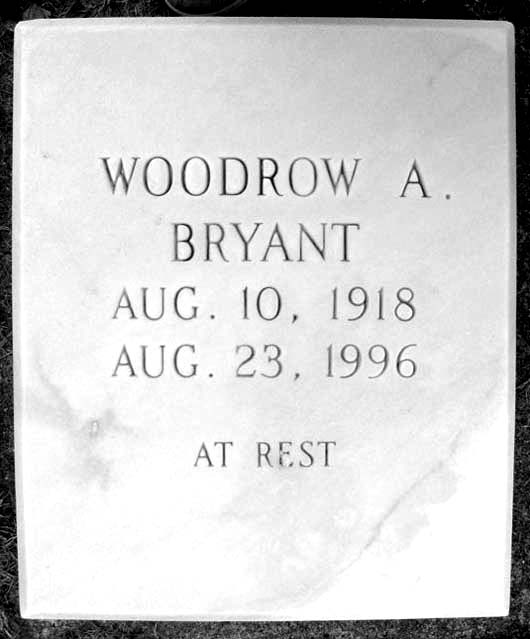 WOODROW A.
BRYANT
AUG. 10, 1918
AUG. 23, 1996
AT REST